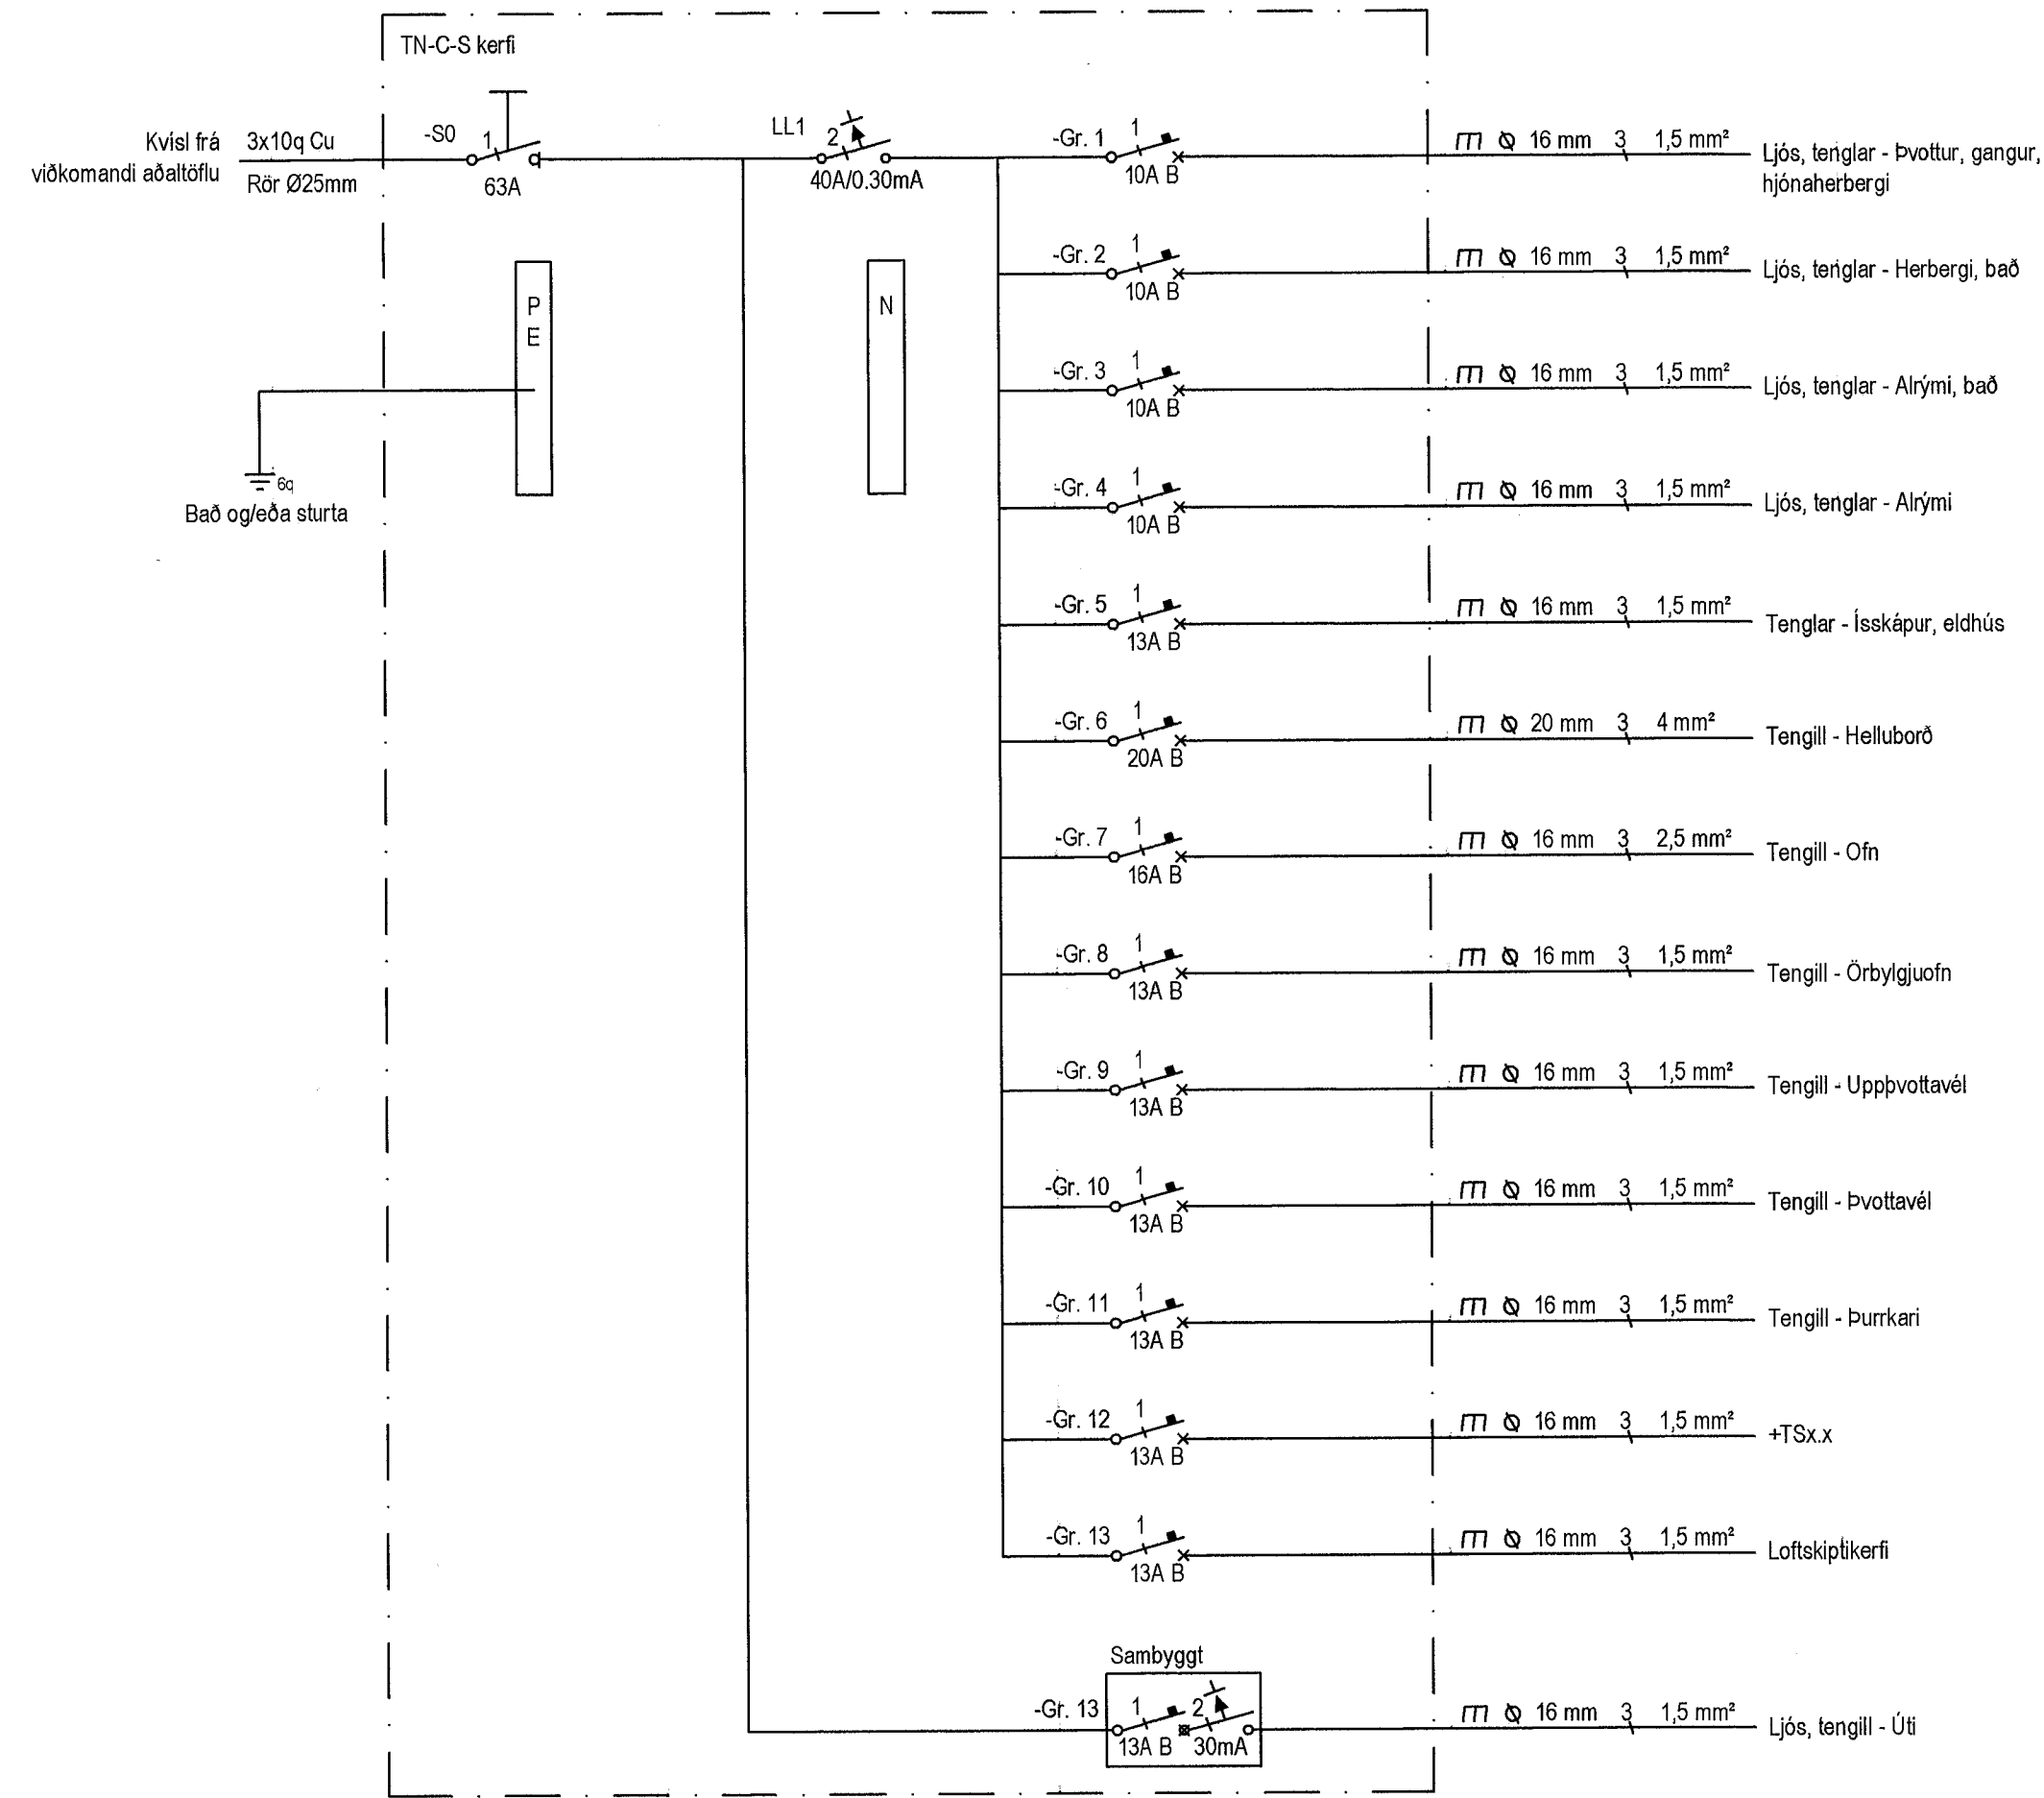 TN-C-S kerfi
Kvísl frá
viðkomandi aðaltöflu
3x10q Cu
Rör Ø25mm
-S0
1
63A
LL1
2
40A/0.30mA
P
E
N
6q
Bað og/eða sturta
-Gr. 1
1
10A B
Ø 16 mm 3 1,5 mm²
Ljós, tenglar - Þvottur, gangur,
hjónaherbergi
-Gr. 2
1
10A B
Ø 16 mm 3 1,5 mm²
Ljós, tenglar - Herbergi, bað
-Gr. 3
1
10A B
Ø 16 mm 3 1,5 mm²
Ljós, tenglar - Alrými, bað
-Gr. 4
1
10A B
Ø 16 mm 3 1,5 mm²
Ljós, tenglar - Alrými
-Gr. 5
1
13A B
Ø 16 mm 3 1,5 mm²
Tenglar - Ísskápur, eldhús
-Gr. 6
1
20A B
Ø 20 mm 3 4 mm²
Tengill - Helluborð
-Gr. 7
1
16A B
Ø 16 mm 3 2,5 mm²
Tengill - Ofn
-Gr. 8
1
13A B
Ø 16 mm 3 1,5 mm²
Tengill - Örbylgjuofn
-Gr. 9
1
13A B
Ø 16 mm 3 1,5 mm²
Tengill - Uppþvottavél
-Gr. 10
1
13A B
Ø 16 mm 3 1,5 mm²
Tengill - Þvottavél
-Gr. 11
1
13A B
Ø 16 mm 3 1,5 mm²
Tengill - Þurrkari
-Gr. 12
1
13A B
Ø 16 mm 3 1,5 mm²
+TSx.x
-Gr. 13
1
13A B
Ø 16 mm 3 1,5 mm²
Loftskiptikerfi
Sambyggt
-Gr. 13
1
2
13A B
30mA
Ø 16 mm 3 1,5 mm²
Ljós, tengill - Úti